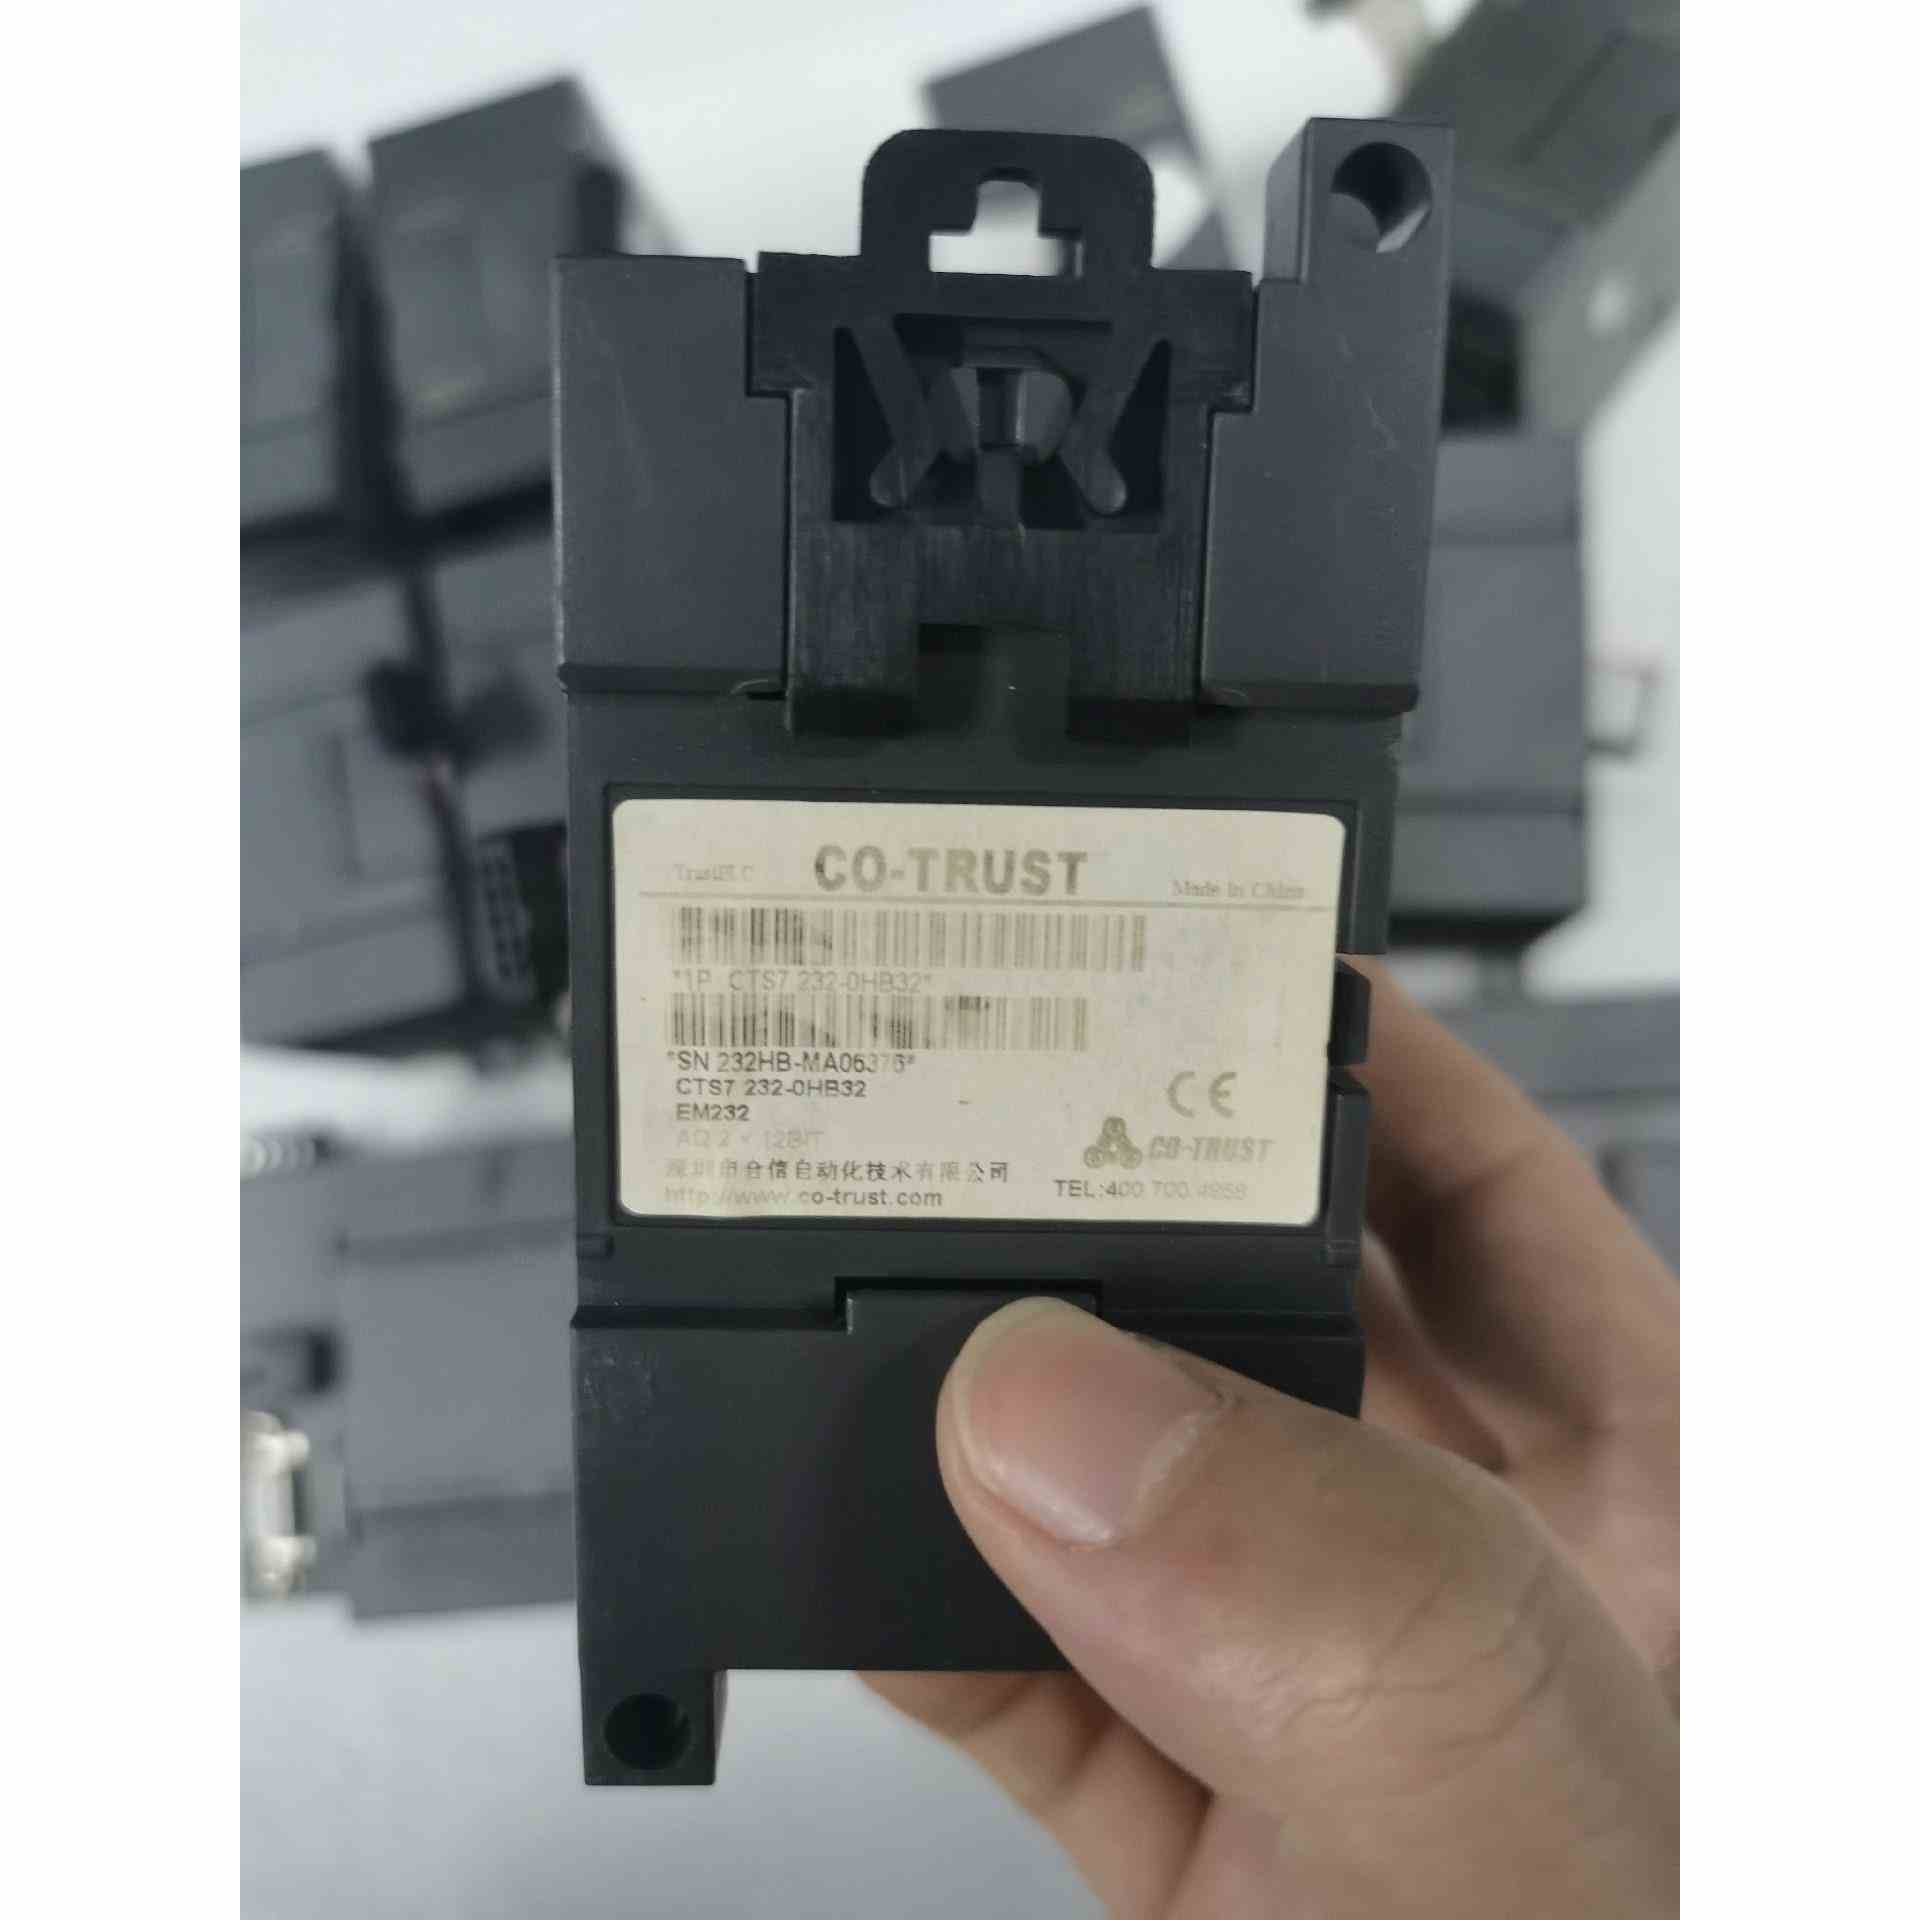 TrustPLC CO-TRUST Made In China
*1P CTS7 232-0HB32*
*SN 232HB-MA06376*
CTS7 232-0HB32
EM232
AQ 2 × 12BIT
CE
CO-TRUST
深圳市合信自动化技术有限公司
http://www.co-trust.com
TEL:400 700 4858